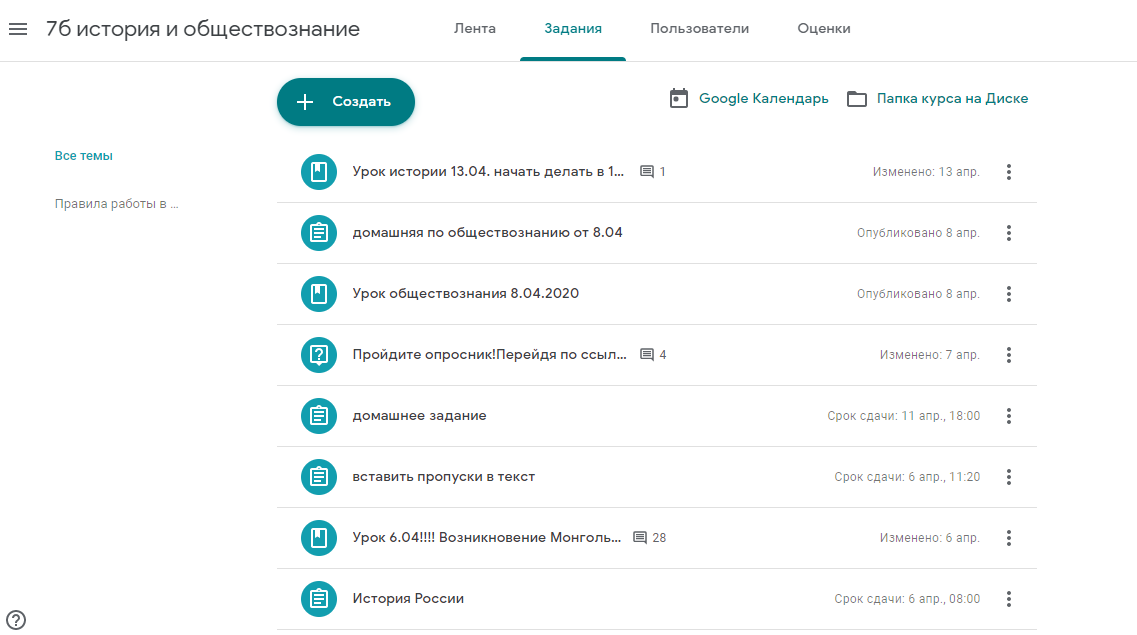 7б история и обществознание
Лента Задания Пользователи Оценки
Создать
Google Календарь Папка курса на Диске
Все темы
Правила работы в ...
Урок истории 13.04. начать делать в 1... 1 Изменено: 13 апр.
домашняя по обществознанию от 8.04 Опубликовано 8 апр.
Урок обществознания 8.04.2020 Опубликовано 8 апр.
Пройдите опросник!Перейдя по ссыл... 4 Изменено: 7 апр.
домашнее задание Срок сдачи: 11 апр., 18:00
вставить пропуски в текст Срок сдачи: 6 апр., 11:20
Урок 6.04!!!! Возникновение Монголь... 28 Изменено: 6 апр.
История России Срок сдачи: 6 апр., 08:00